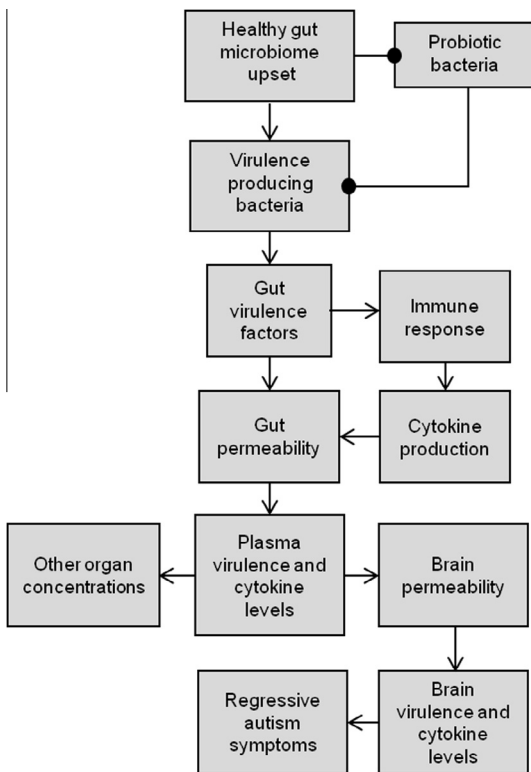 Healthy gut
microbiome
upset
Probiotic
bacteria
Virulence
producing
bacteria
Gut
virulence
factors
Immune
response
Gut
permeability
Cytokine
production
Other organ
concentrations
Plasma
virulence and
cytokine
levels
Brain
permeability
Regressive
autism
symptoms
Brain
virulence and
cytokine
levels